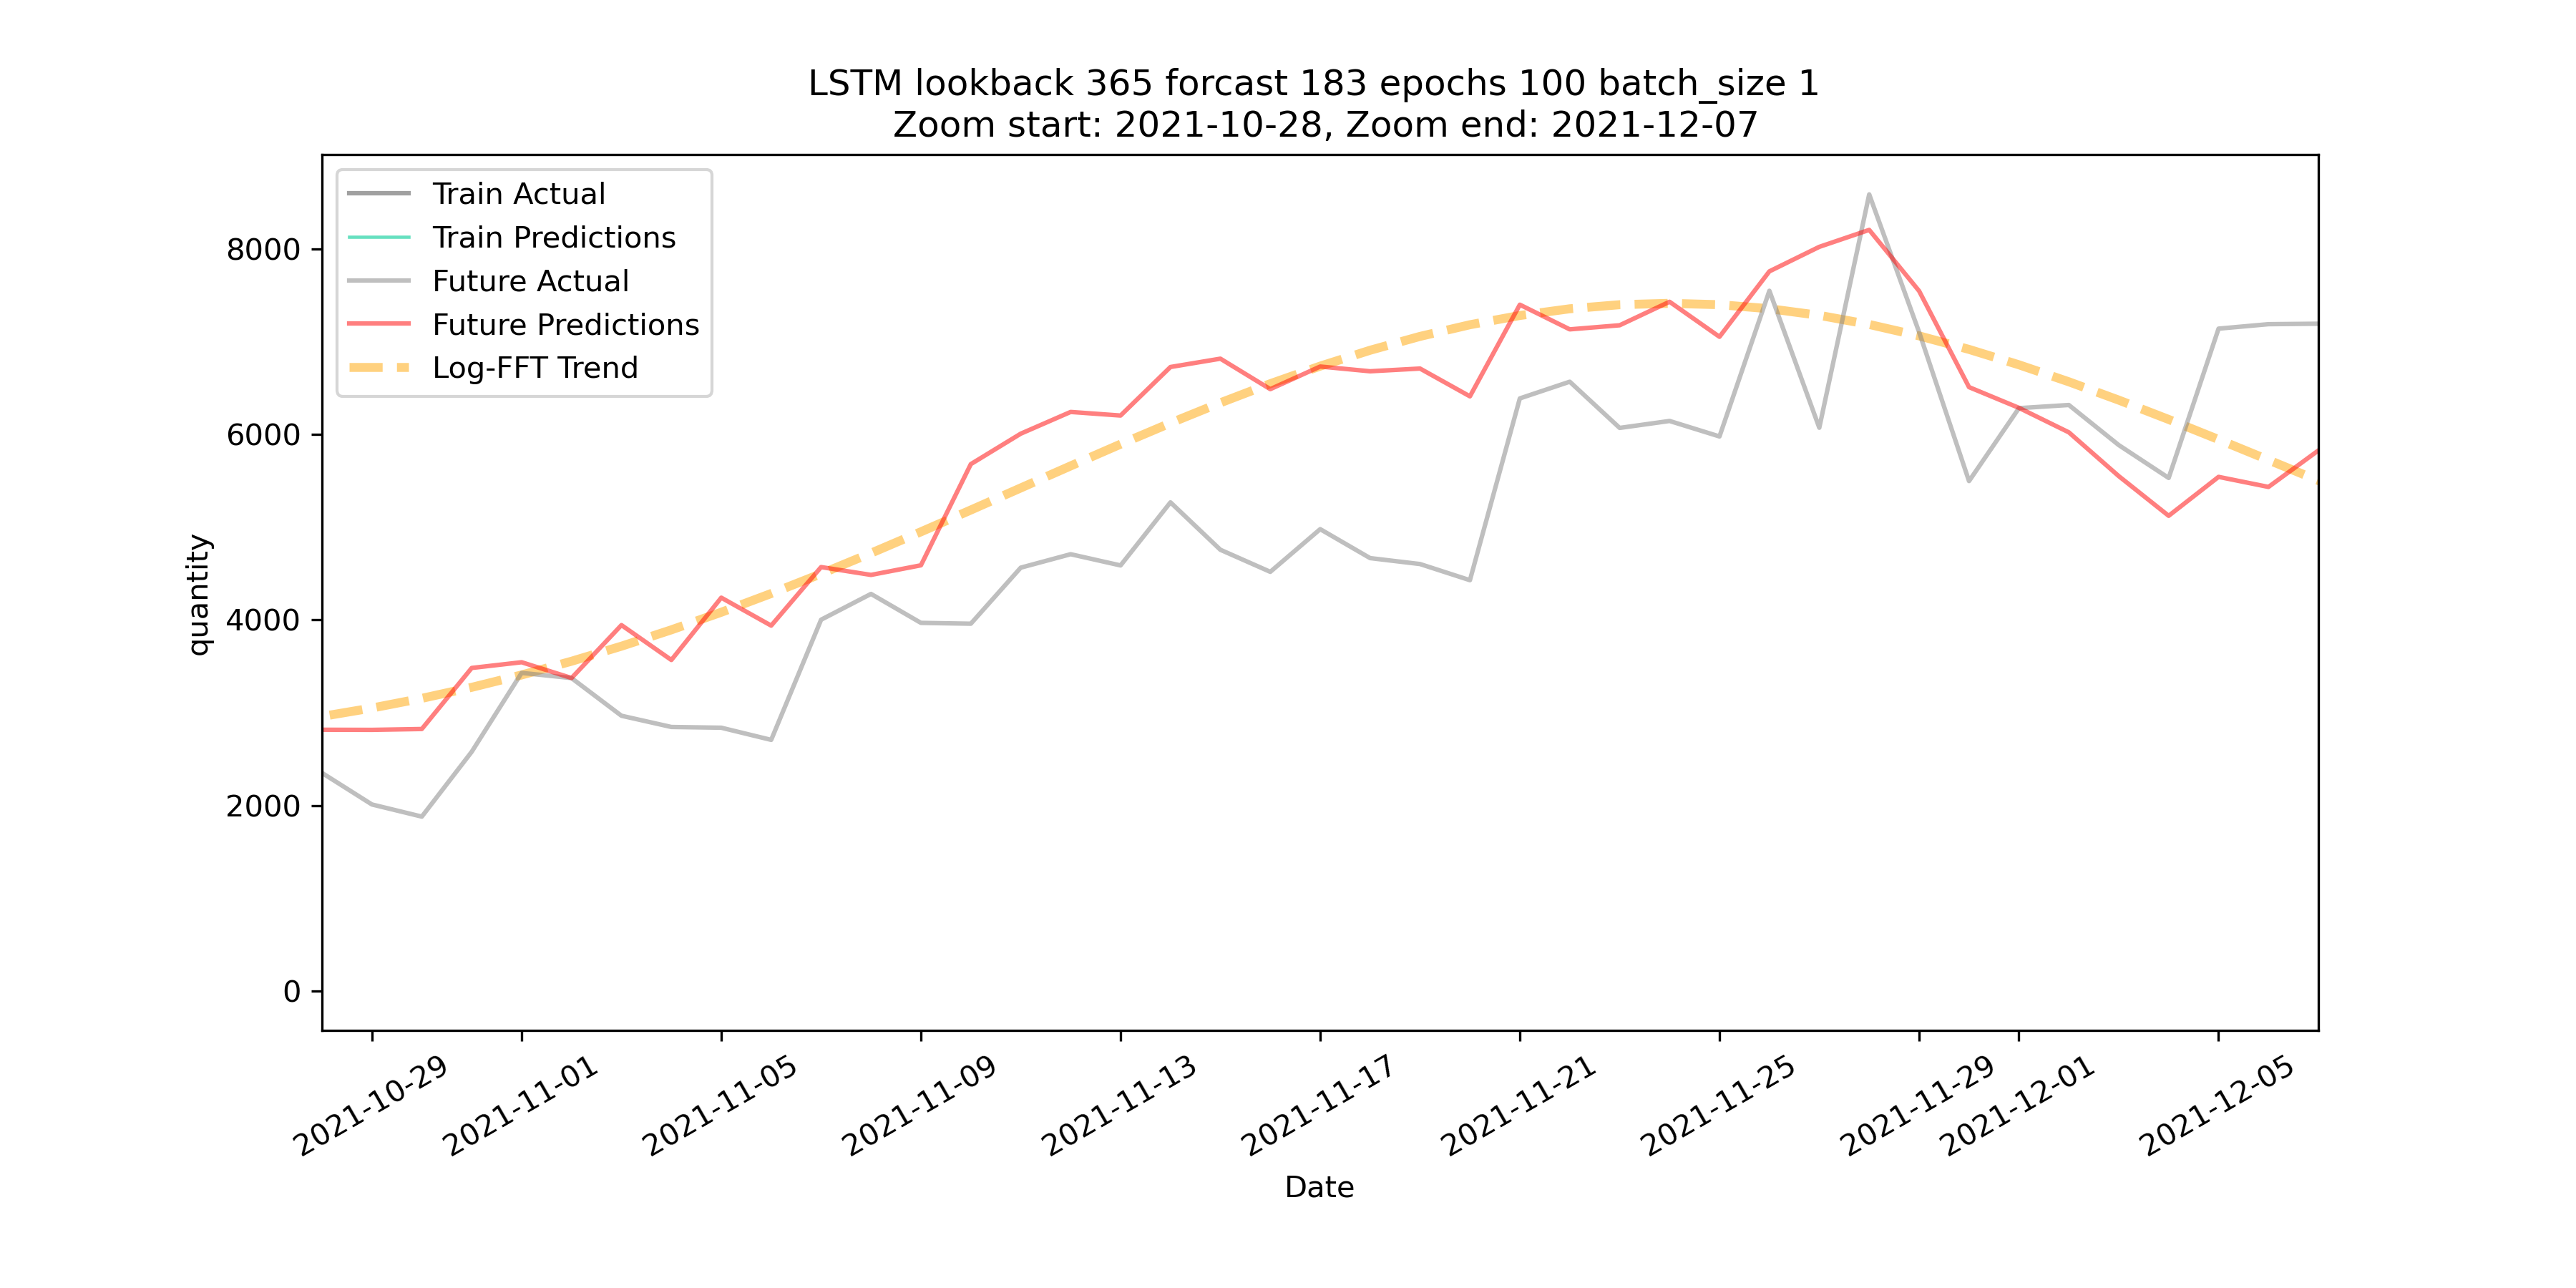 LSTM lookback 365 forcast 183 epochs 100 batch_size 1
Zoom start: 2021-10-28, Zoom end: 2021-12-07
Train Actual
Train Predictions
Future Actual
Future Predictions
Log-FFT Trend
8000
6000
4000
2000
0
quantity
2021-10-29
2021-11-01
2021-11-05
2021-11-09
2021-11-13
2021-11-17
2021-11-21
2021-11-25
2021-11-29
2021-12-01
2021-12-05
Date